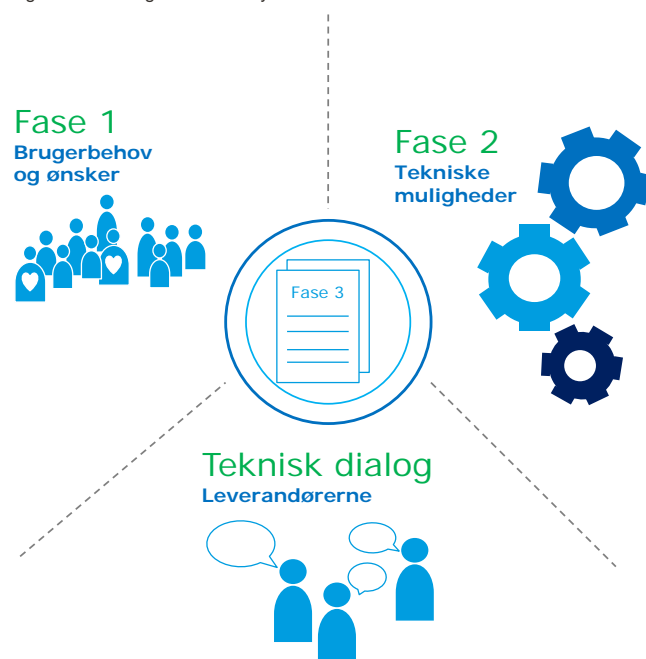 Fase 1
Brugerbehov
og ønsker
Fase 2
Tekniske
muligheder
Fase 3
Teknisk dialog
Leverandørerne